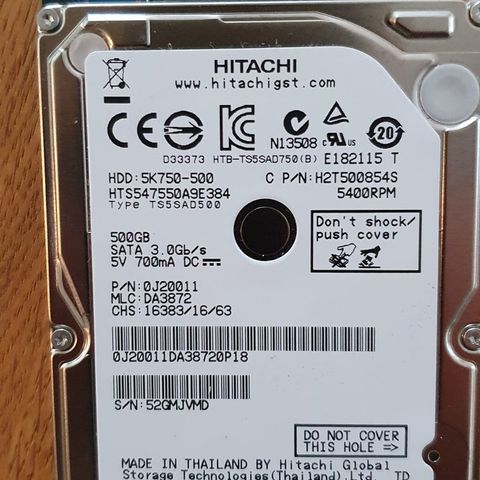 HITACHI
www.hitachigst.com
N13508
20
D33373 HTB-TS5SAD750(B) E182115 T
HDD:5K750-500 C P/N:H2T500854S
HTS547550A9E384 5400RPM
Type TS5SAD500
Don't shock/
push cover
500GB
SATA 3.0Gb/s
5V 700mA DC
P/N:0J20011
MLC:DA3872
CHS:16383/16/63
0J20011DA38720P18
S/N:52GMJVMD
DO NOT COVER
THIS HOLE =>
MADE IN THAILAND BY Hitachi Global
Storage Technologies(Thailand)Ltd. TD